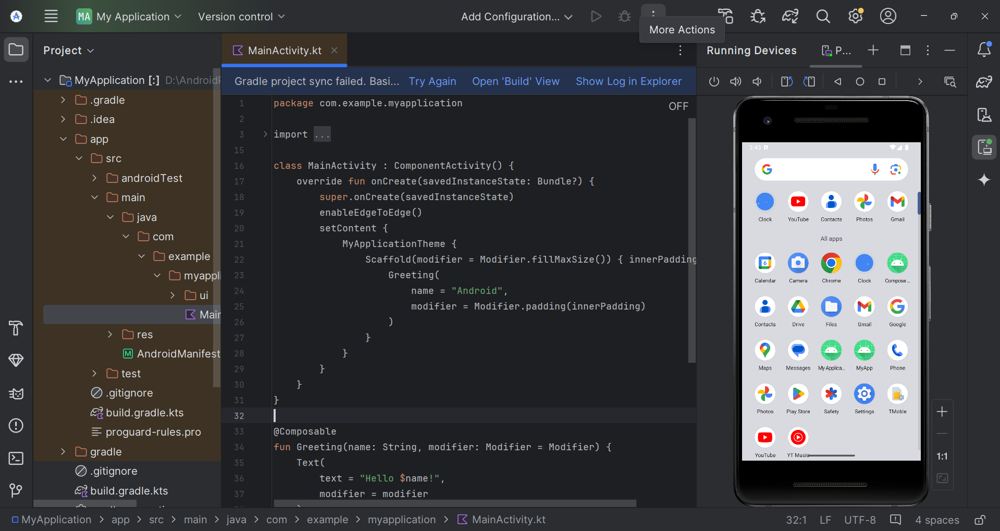 MA My Application
Version control
Add Configuration...
More Actions
Project
MyApplication [:] D:\Android
.gradle
.idea
app
src
androidTest
main
java
com
example
myappli
ui
Main
res
AndroidManifest
test
.gitignore
build.gradle.kts
proguard-rules.pro
gradle
.gitignore
build.gradle.kts
MainActivity.kt
Gradle project sync failed. Basi... Try Again Open 'Build' View Show Log in Explorer
OFF
1 package com.example.myapplication
2
3 import ...
15
16 class MainActivity : ComponentActivity() {
17 override fun onCreate(savedInstanceState: Bundle?) {
18 super.onCreate(savedInstanceState)
19 enableEdgeToEdge()
20 setContent {
21 MyApplicationTheme {
22 Scaffold(modifier = Modifier.fillMaxSize()) { innerPadding
23 Greeting(
24 name = "Android",
25 modifier = Modifier.padding(innerPadding)
26 )
27 }
28 }
29 }
30 }
31 }
32
33 @Composable
34 fun Greeting(name: String, modifier: Modifier = Modifier) {
35 Text(
36 text = "Hello $name!",
37 modifier = modifier
Running Devices P...
3:43
Clock YouTube Contacts Photos Gmail
All apps
6
Calendar Camera Chrome Clock Compose ...
Contacts Drive Files Gmail Google
Maps Messages My Applica... MyApp Phone
Photos Play Store Safety Settings TMoble
YouTube YT Music
1:1
MyApplication > app > src > main > java > com > example > myapplication > MainActivity.kt
32:1 LF UTF-8 4 spaces